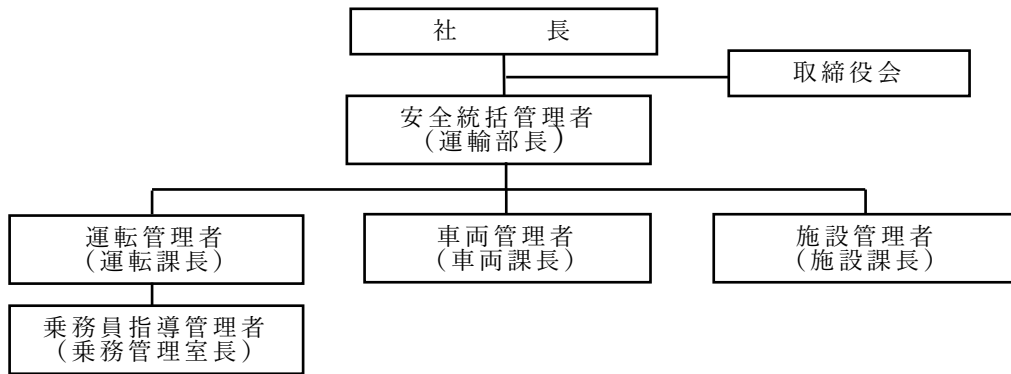 社　　　長
取締役会
安全統括管理者
（運輸部長）
運転管理者
（運転課長）
車両管理者
（車両課長）
施設管理者
（施設課長）
乗務員指導管理者
（乗務管理室長）